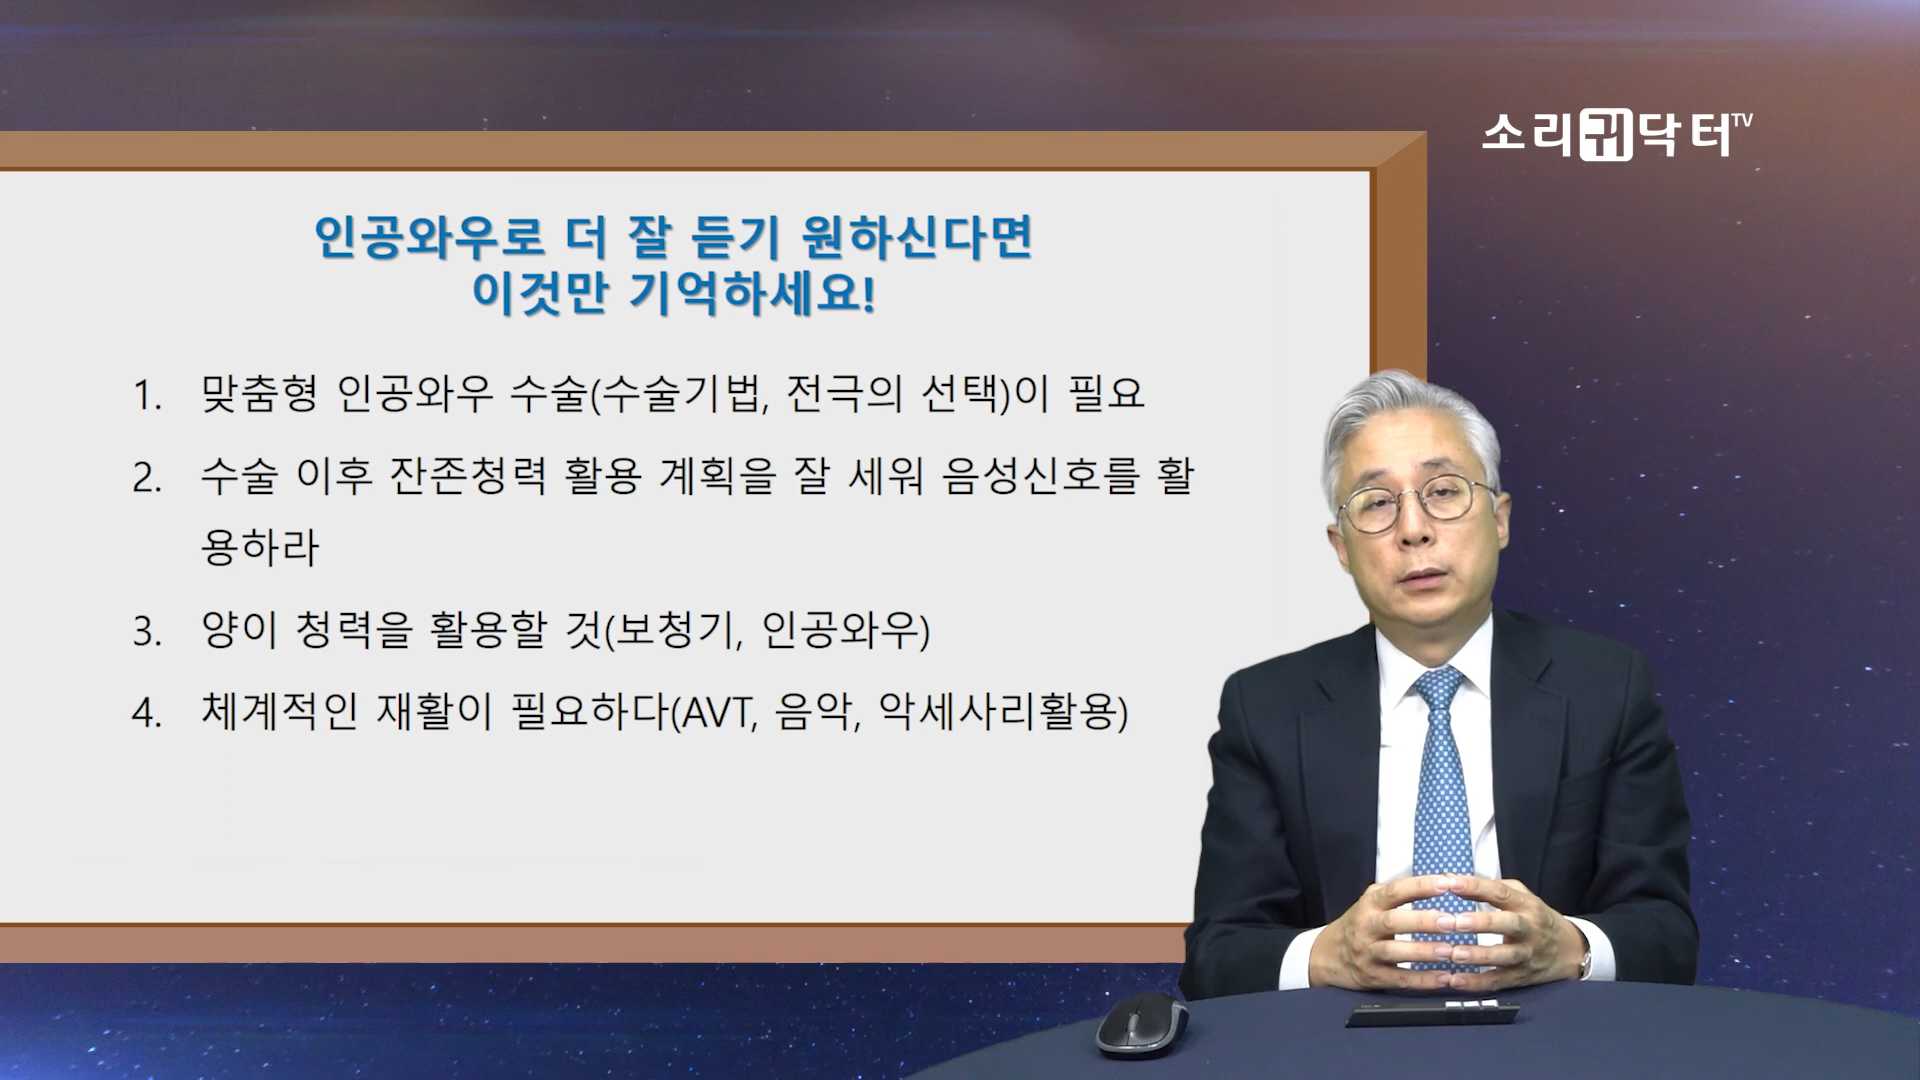 소리귀닥터TV
인공와우로 더 잘 듣기 원하신다면
이것만 기억하세요!
1. 맞춤형 인공와우 수술(수술기법, 전극의 선택)이 필요
2. 수술 이후 잔존청력 활용 계획을 잘 세워 음성신호를 활
용하라
3. 양이 청력을 활용할 것(보청기, 인공와우)
4. 체계적인 재활이 필요하다(AVT, 음악, 악세사리활용)